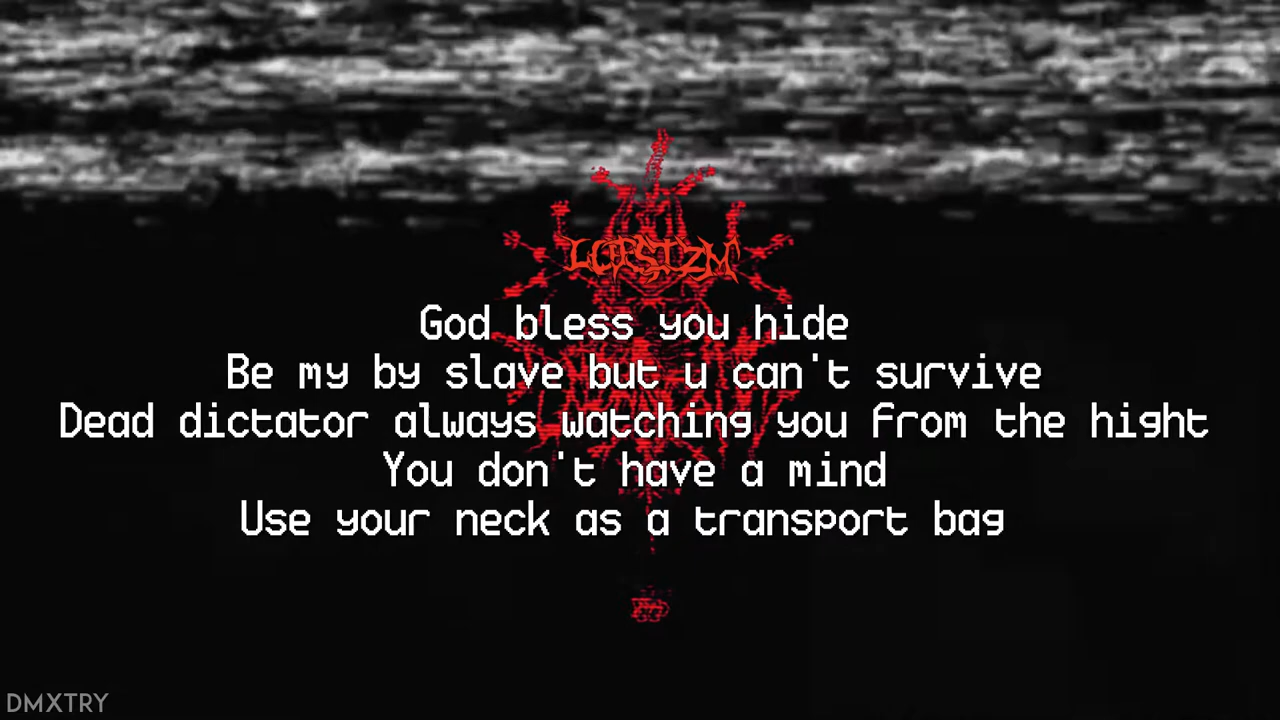 God bless you hide
Be my by slave but u can't survive
Dead dictator always watching you from the hight
You don't have a mind
Use your neck as a transport bag
DMXTRY